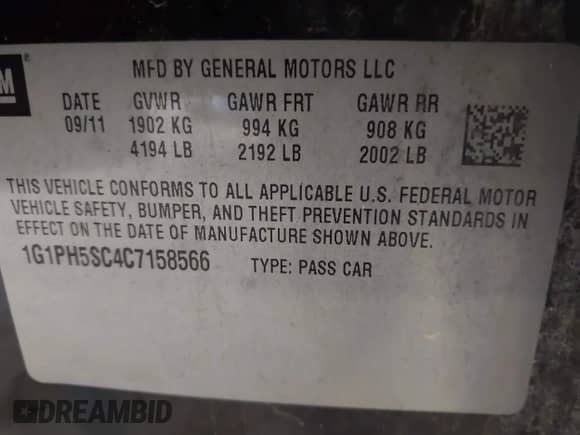 GM ®
MFD BY GENERAL MOTORS LLC
DATE GVWR GAWR FRT GAWR RR
09/11 1902 KG 994 KG 908 KG
4194 LB 2192 LB 2002 LB
THIS VEHICLE CONFORMS TO ALL APPLICABLE U.S. FEDERAL MOTOR
VEHICLE SAFETY, BUMPER, AND THEFT PREVENTION STANDARDS IN
EFFECT ON THE DATE OF MANUFACTURE SHOWN ABOVE.
1G1PH5SC4C7158566 TYPE: PASS CAR
DREAMBID